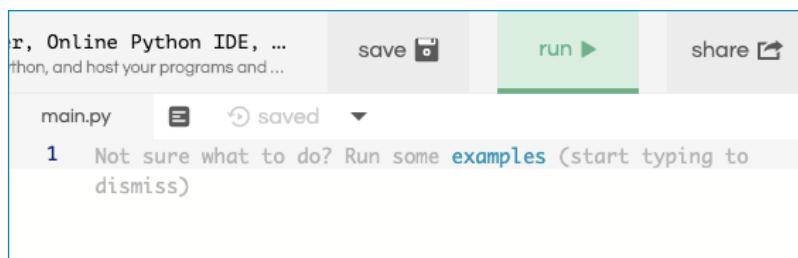 r, Online Python IDE, ...
thon, and host your programs and ...
save
run
share
main.py
saved
1 Not sure what to do? Run some examples (start typing to
dismiss)